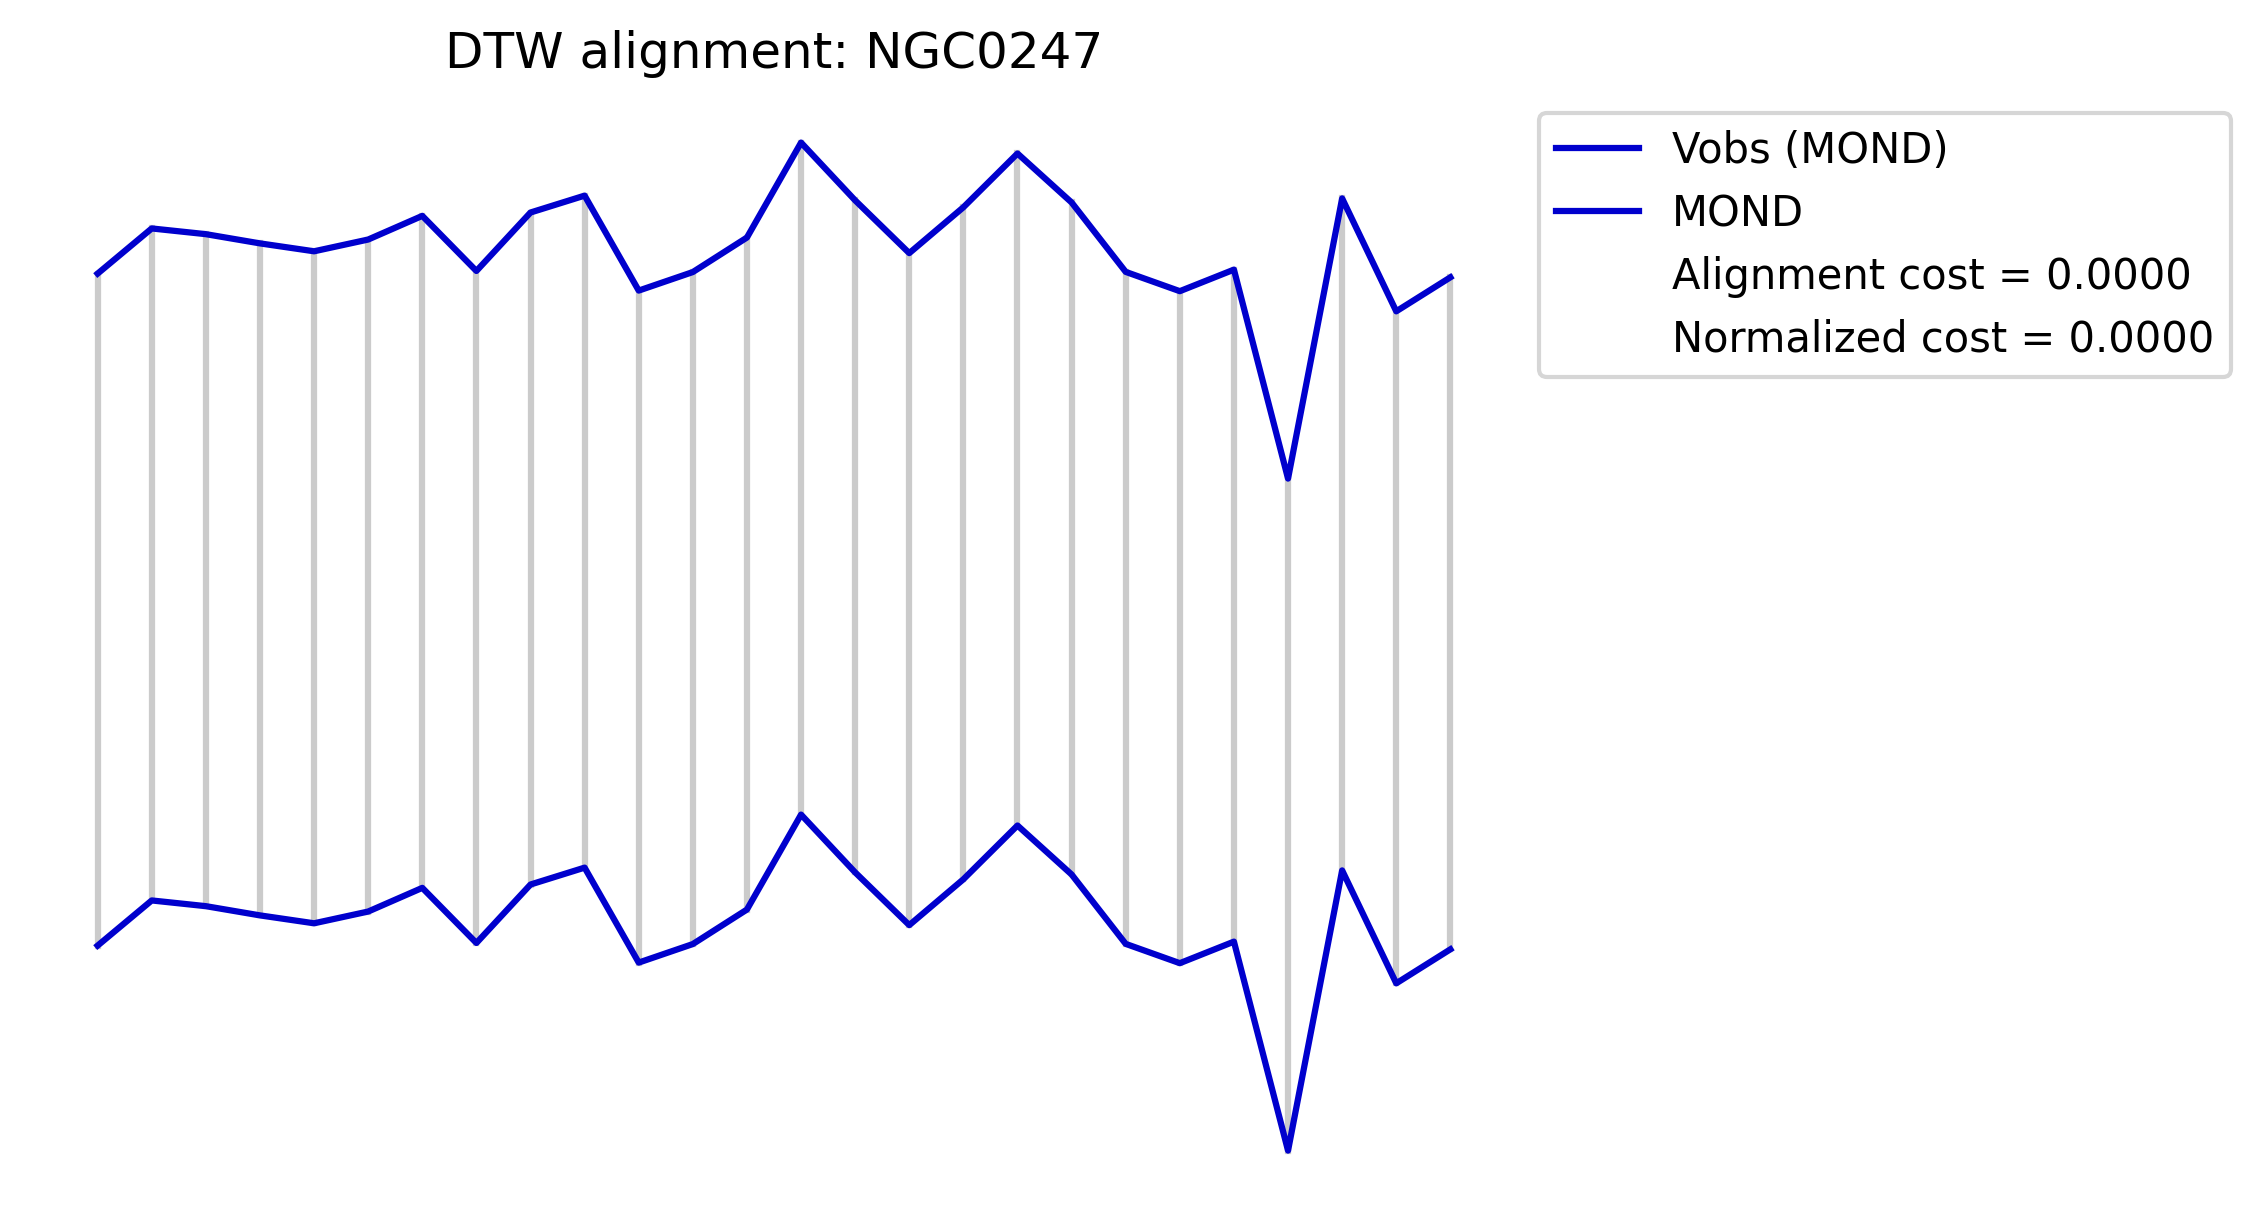 DTW alignment: NGC0247
Vobs (MOND)
MOND
Alignment cost = 0.0000
Normalized cost = 0.0000